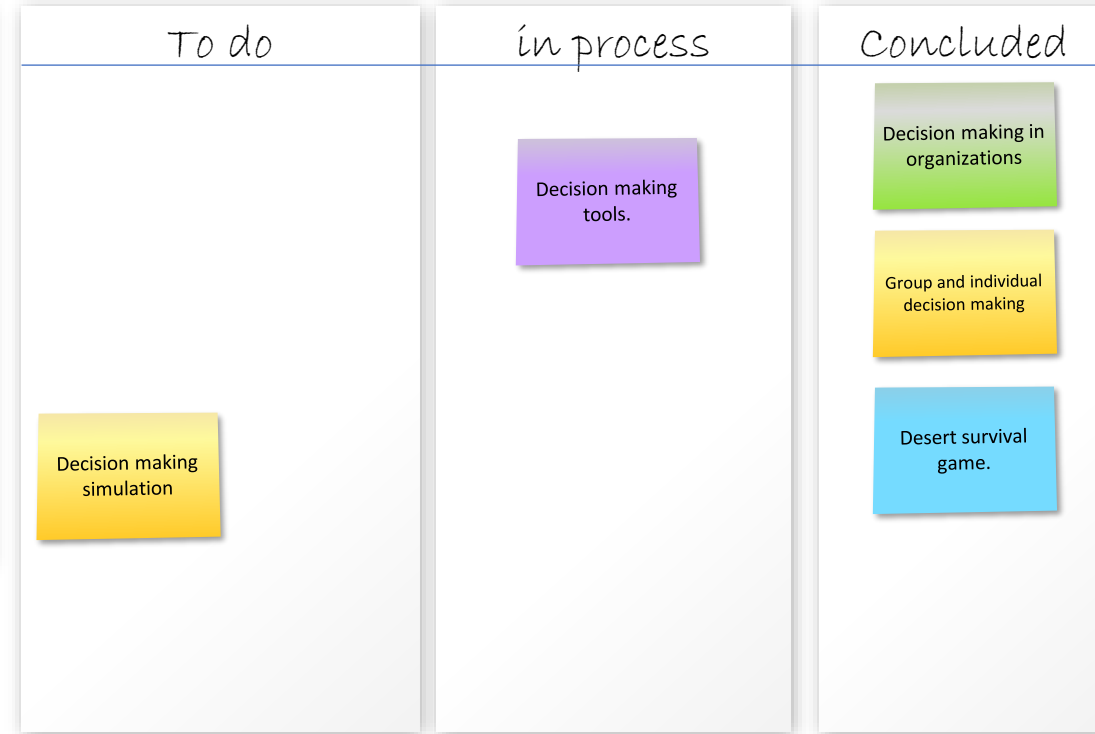 To do
in process
Concluded
Decision making
simulation
Decision making
tools.
Decision making in
organizations
Group and individual
decision making
Desert survival
game.